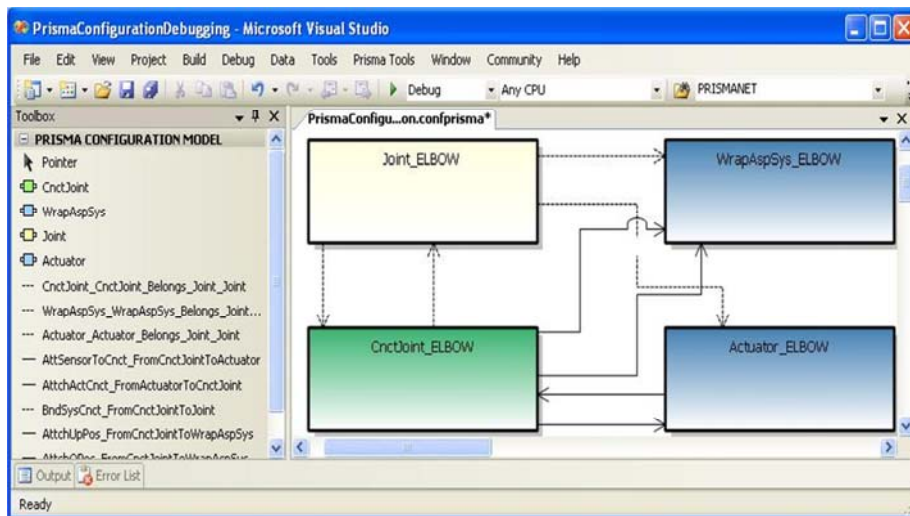 PrismaConfigurationDebugging - Microsoft Visual Studio
File Edit View Project Build Debug Data Tools Prisma Tools Window Community Help
Debug Any CPU PRISMANET
Toolbox
PrismaConfigu...on.confprisma*
PRISMA CONFIGURATION MODEL
Pointer
CnctJoint
WrapAspSys
Joint
Actuator
CnctJoint_CnctJoint_Belongs_Joint_Joint
WrapAspSys_WrapAspSys_Belongs_Joint...
Actuator_Actuator_Belongs_Joint_Joint
AttSensorToCnct_FromCnctJointToActuator
AttchActCnct_FromActuatorToCnctJoint
BndSysCnct_FromCnctJointToJoint
AttchUpPos_FromCnctJointToWrapAspSys
AttchOPos_FromCnctJointToWrapAspSys
Joint_ELBOW
WrapAspSys_ELBOW
CnctJoint_ELBOW
Actuator_ELBOW
Output Error List
Ready